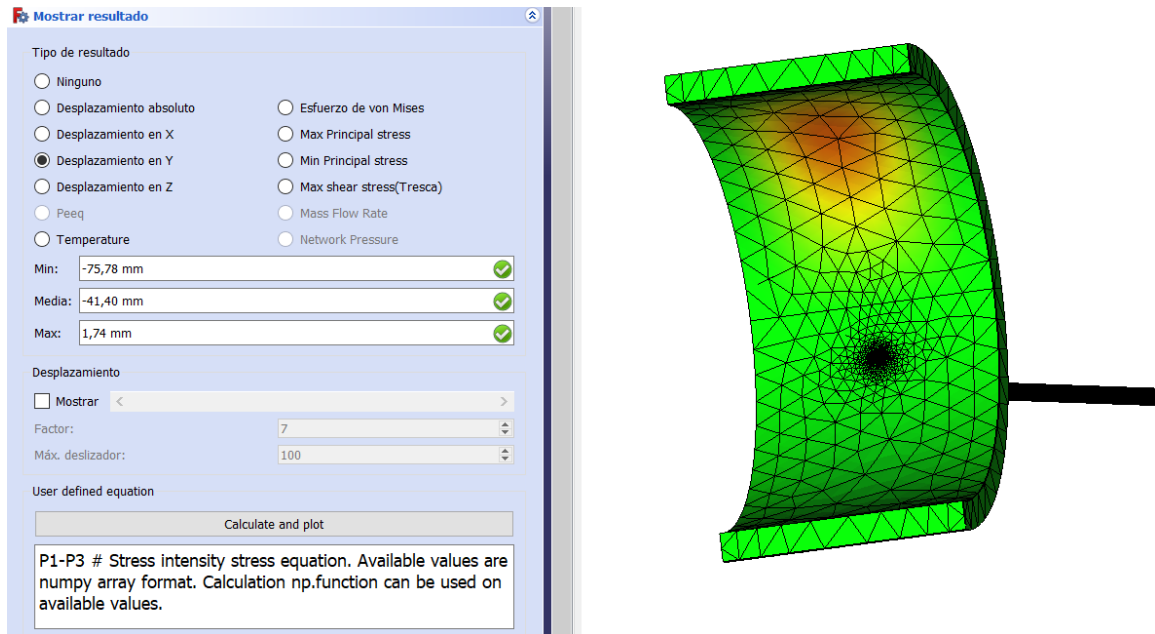 Mostrar resultado
Tipo de resultado
Ninguno
Desplazamiento absoluto
Esfuerzo de von Mises
Desplazamiento en X
Max Principal stress
Desplazamiento en Y
Min Principal stress
Desplazamiento en Z
Max shear stress(Tresca)
Peeq
Mass Flow Rate
Temperature
Network Pressure
Min: -75,78 mm
Media: -41,40 mm
Max: 1,74 mm
Desplazamiento
Mostrar
Factor: 7
Máx. deslizador: 100
User defined equation
Calculate and plot
P1-P3 # Stress intensity stress equation. Available values are
numpy array format. Calculation np.function can be used on
available values.